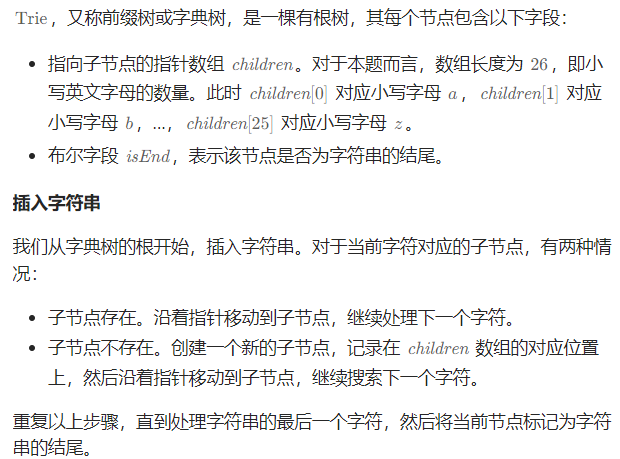 Trie，又称前缀树或字典树，是一棵有根树，其每个节点包含以下字段：
• 指向子节点的指针数组 children。对于本题而言，数组长度为 26，即小
写英文字母的数量。此时 children[0] 对应小写字母 a，children[1] 对应
小写字母 b，...，children[25] 对应小写字母 z。
• 布尔字段 isEnd，表示该节点是否为字符串的结尾。
插入字符串
我们从字典树的根开始，插入字符串。对于当前字符对应的子节点，有两种情
况：
• 子节点存在。沿着指针移动到子节点，继续处理下一个字符。
• 子节点不存在。创建一个新的子节点，记录在 children 数组的对应位置
上，然后沿着指针移动到子节点，继续搜索下一个字符。
重复以上步骤，直到处理字符串的最后一个字符，然后将当前节点标记为字符
串的结尾。